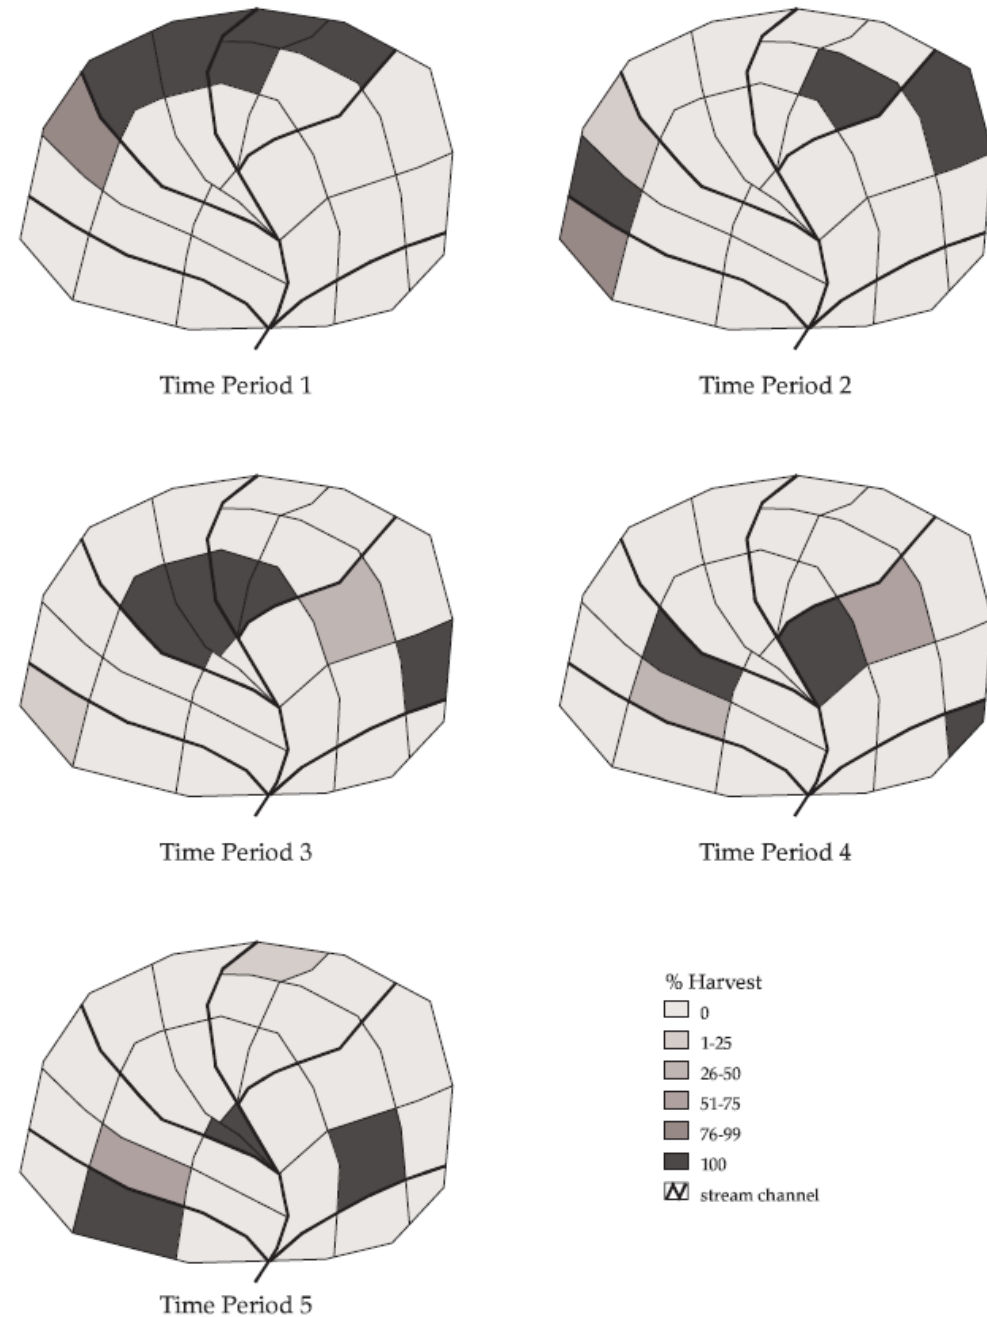 Time Period 1
Time Period 2
Time Period 3
Time Period 4
Time Period 5
% Harvest
0
1-25
26-50
51-75
76-99
100
stream channel